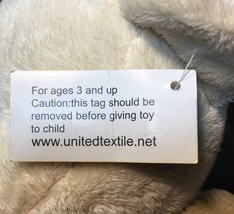 For ages 3 and up
Caution:this tag should be
removed before giving toy
to child
www.unitedtextile.net